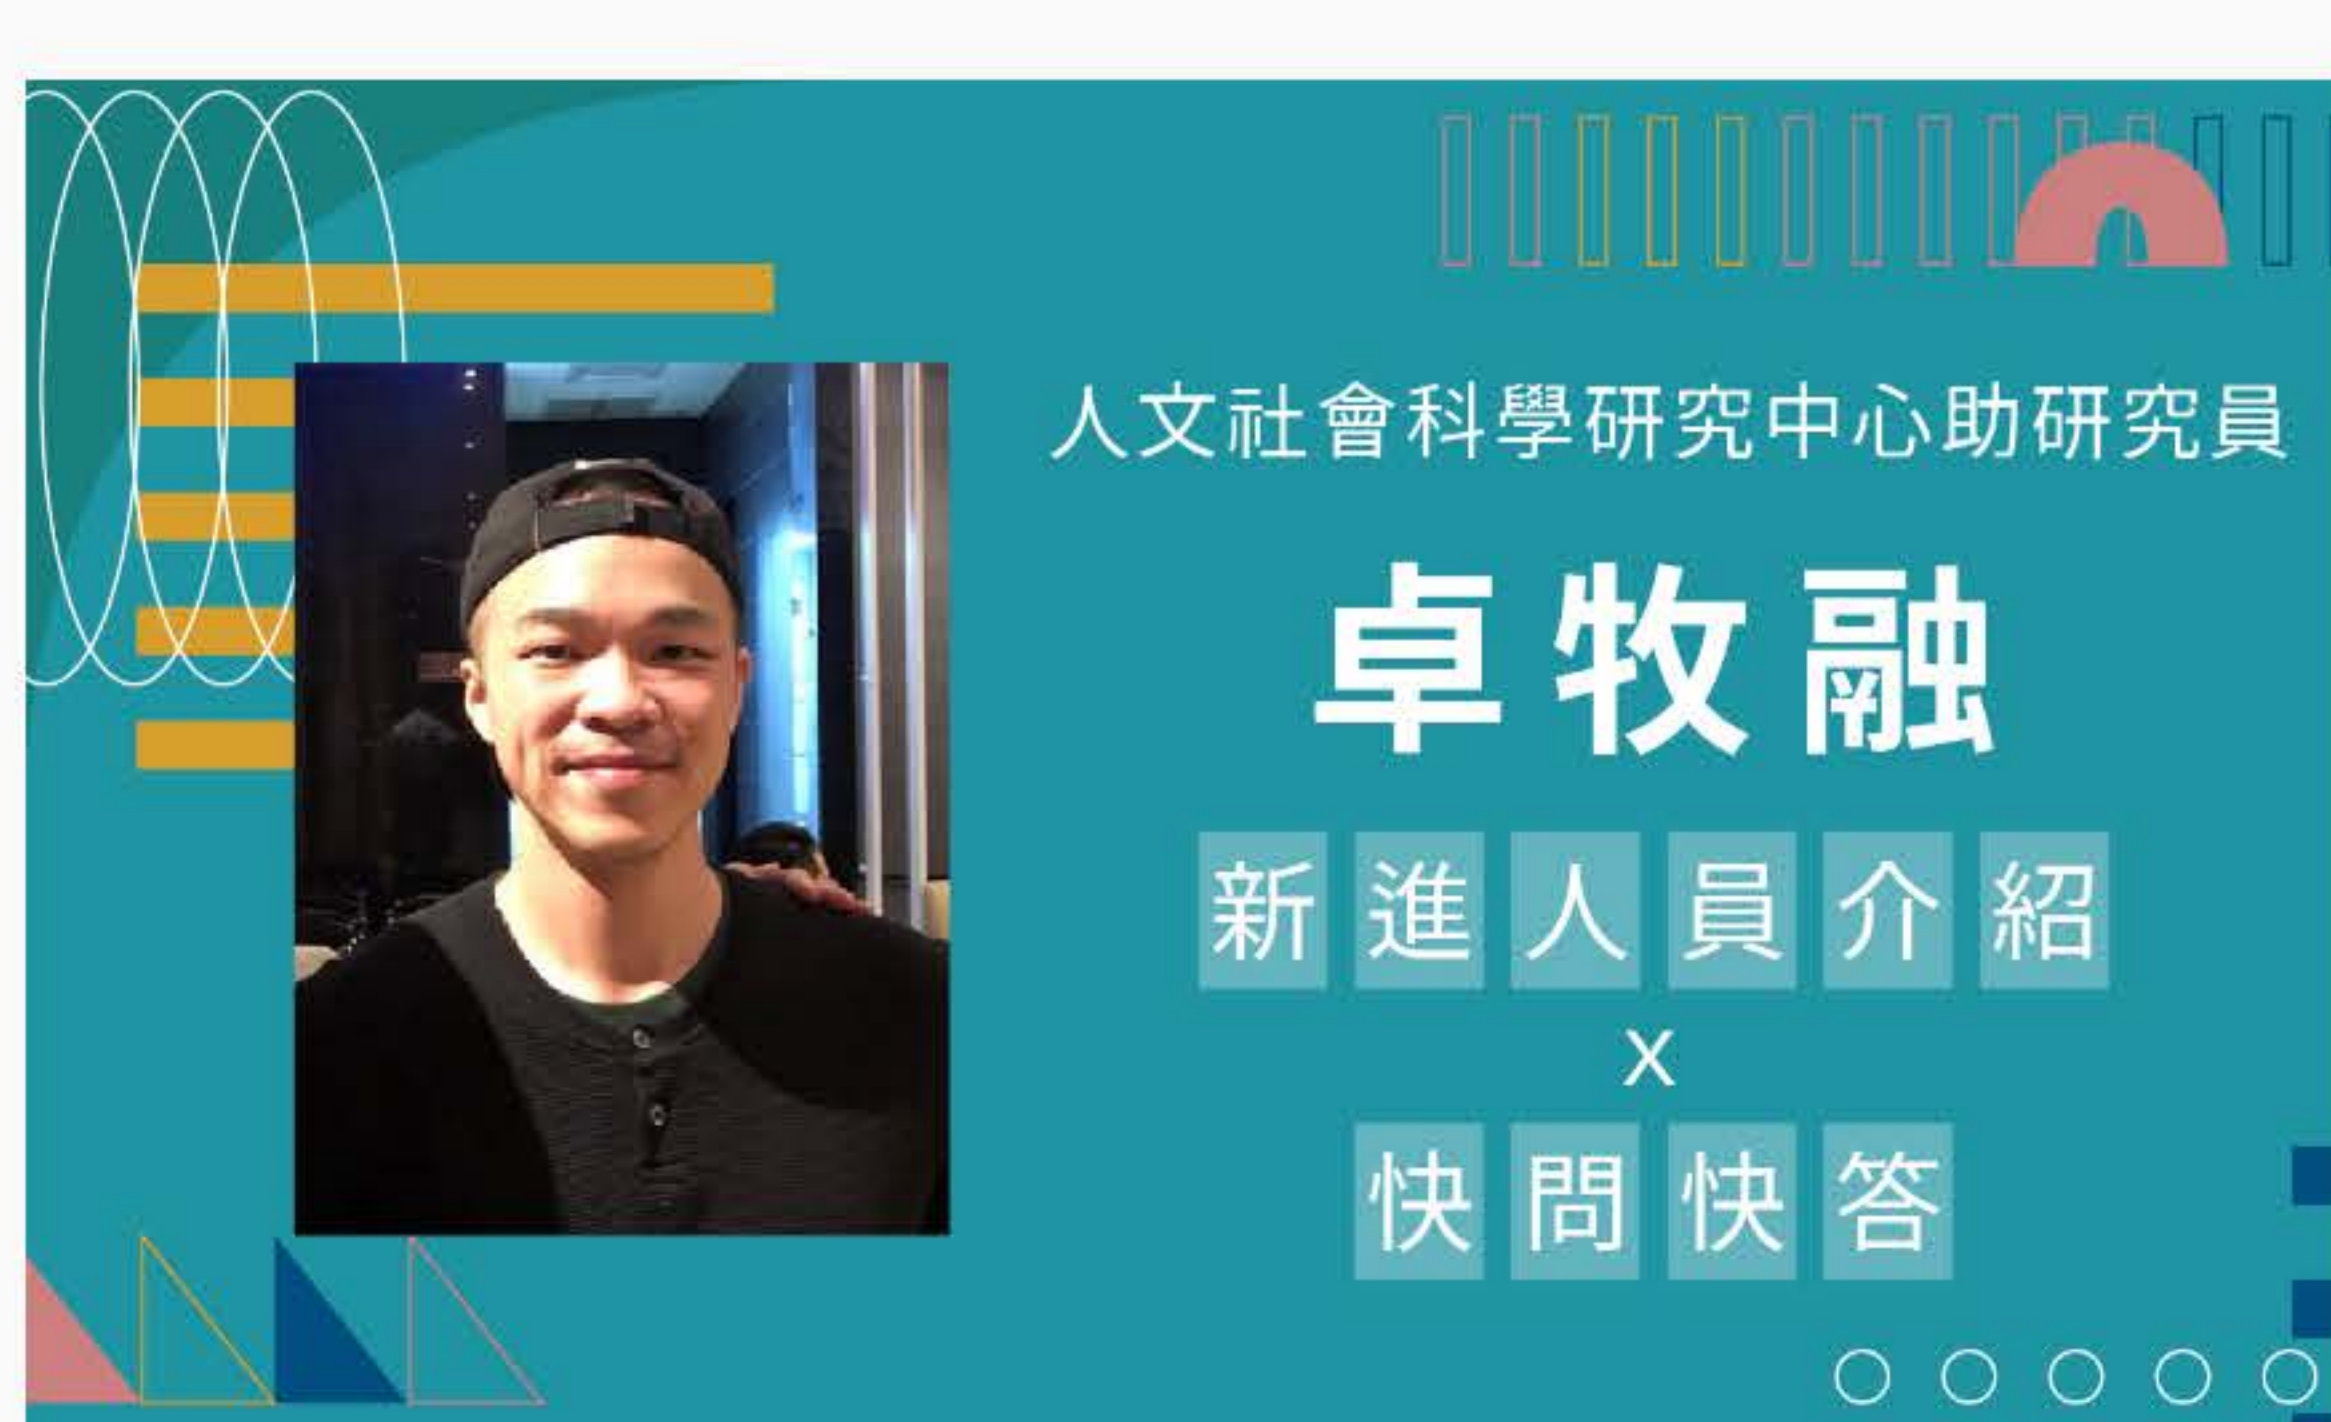 人文社會科學研究中心助研究員
卓牧融
新進人員介紹
x
快問快答